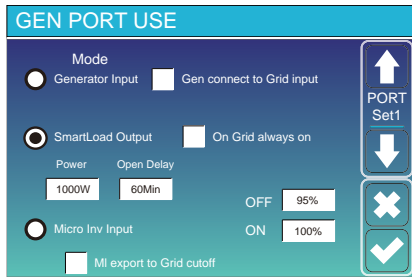 GEN PORT USE
Mode
Generator Input Gen connect to Grid input
PORT
Set1
SmartLoad Output On Grid always on
Power Open Delay
1000W 60Min
OFF 95%
Micro Inv Input ON 100%
MI export to Grid cutoff